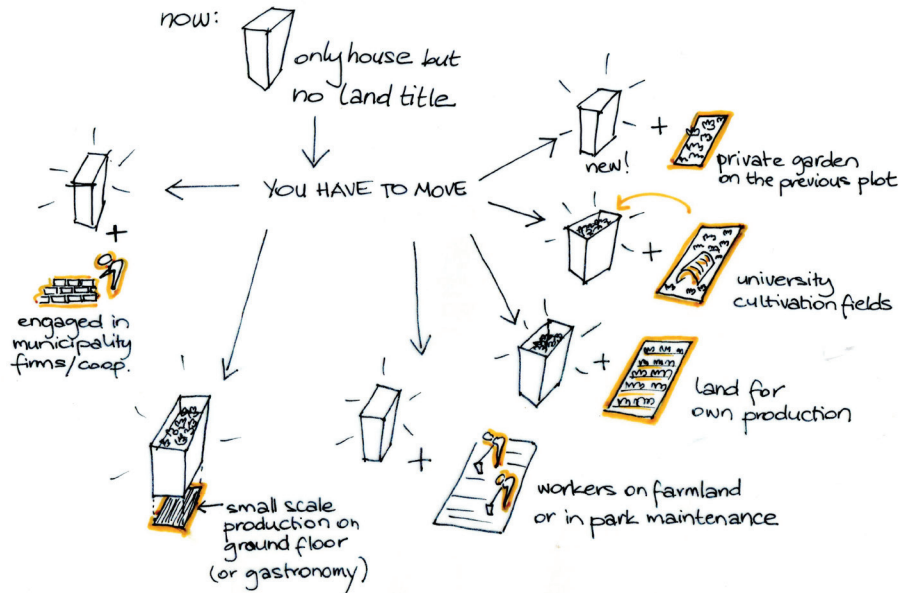 now:
only house but
no land title
YOU HAVE TO MOVE
new!
+
private garden
on the previous plot
+
university
cultivation fields
+
land for
own production
+
workers on farmland
or in park maintenance
small scale
production on
ground floor
(or gastronomy)
+
engaged in
municipality
firms/coop.